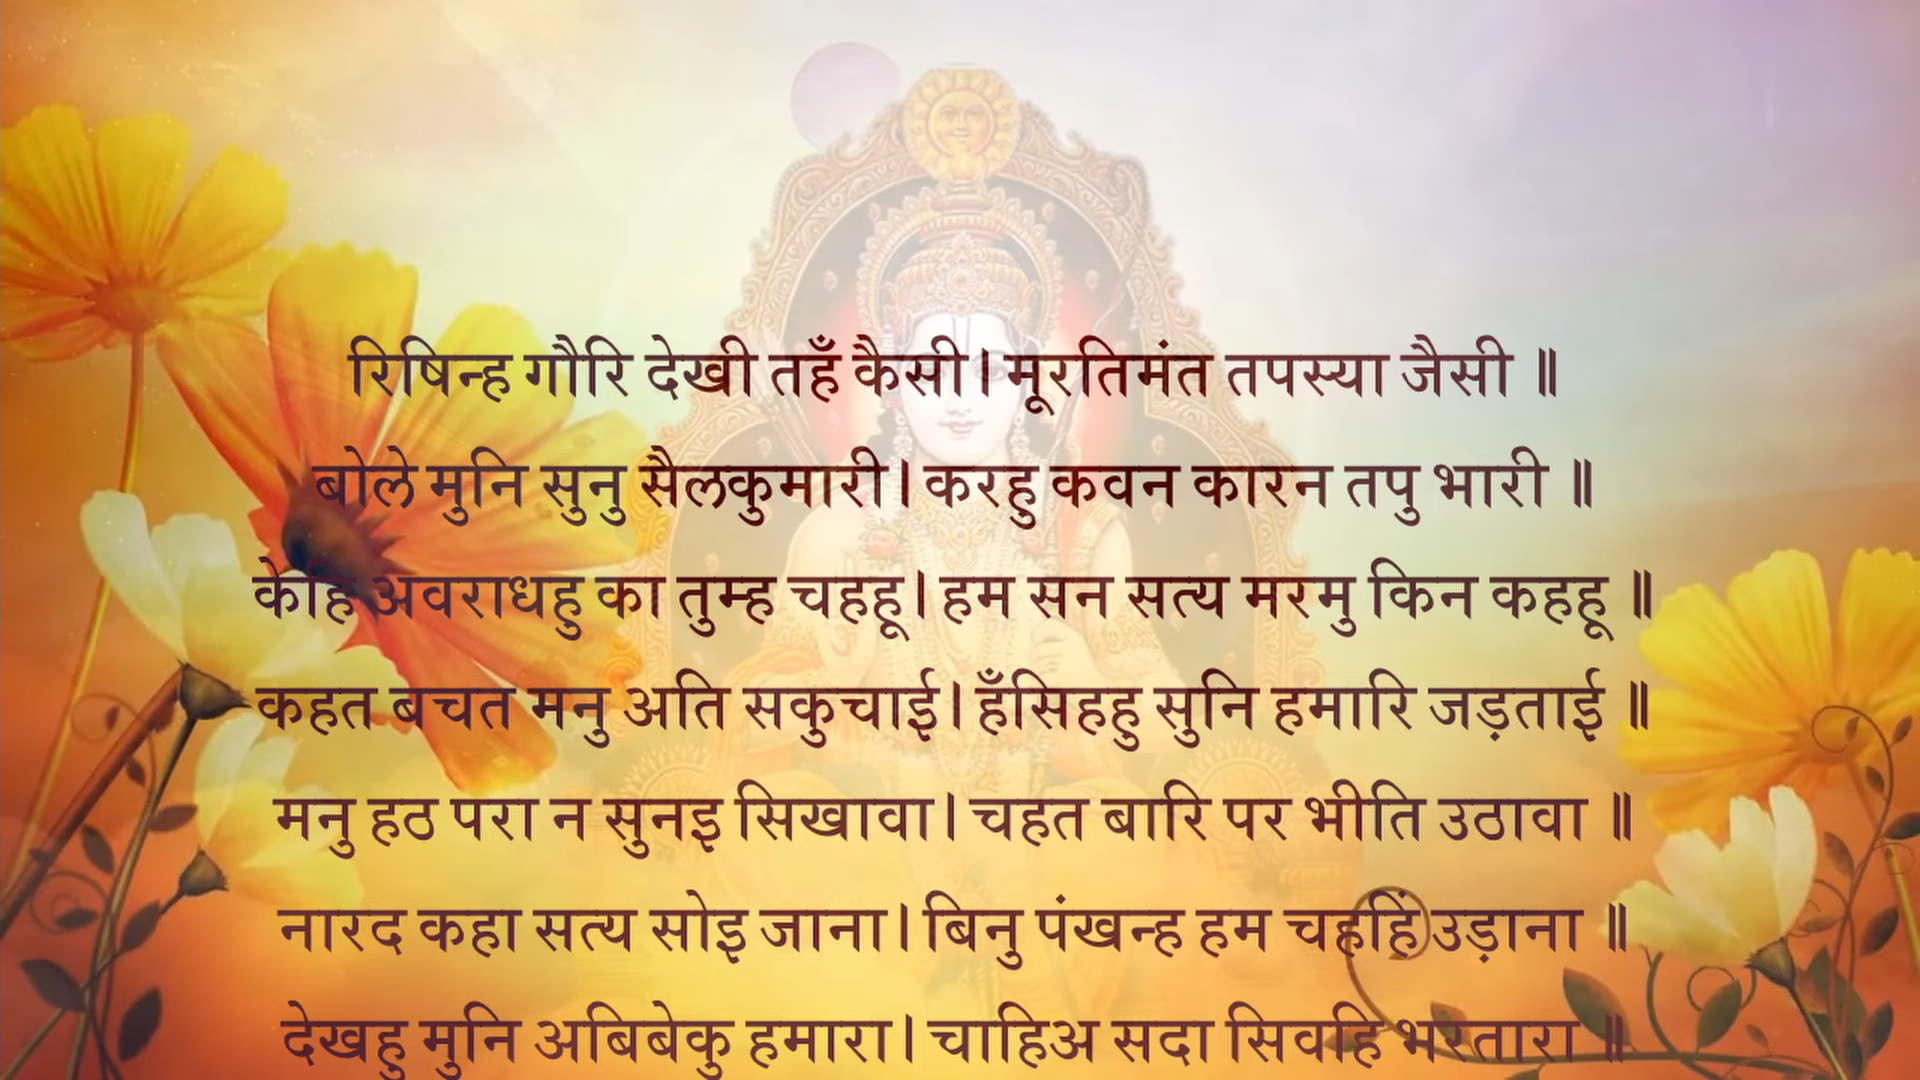 रिषिन्ह गौरि देखी तहँ कैसी। मूरतिमंत तपस्या जैसी ॥
बोले मुनि सुनु सैलकुमारी। करहु कवन कारन तपु भारी ॥
केहि अवराधहु का तुम्ह चहहू। हम सन सत्य मरमु किन कहहू ॥
कहत बचत मनु अति सकुचाई। हँसिहहु सुनि हमारि जड़ताई ॥
मनु हठ परा न सुनइ सिखावा। चहत बारि पर भीति उठावा ॥
नारद कहा सत्य सोइ जाना। बिनु पंखन्ह हम चहहिं उड़ाना ॥
देखहु मुनि अबिबेकु हमारा। चाहिअ सदा सिवहि भरतारा ॥